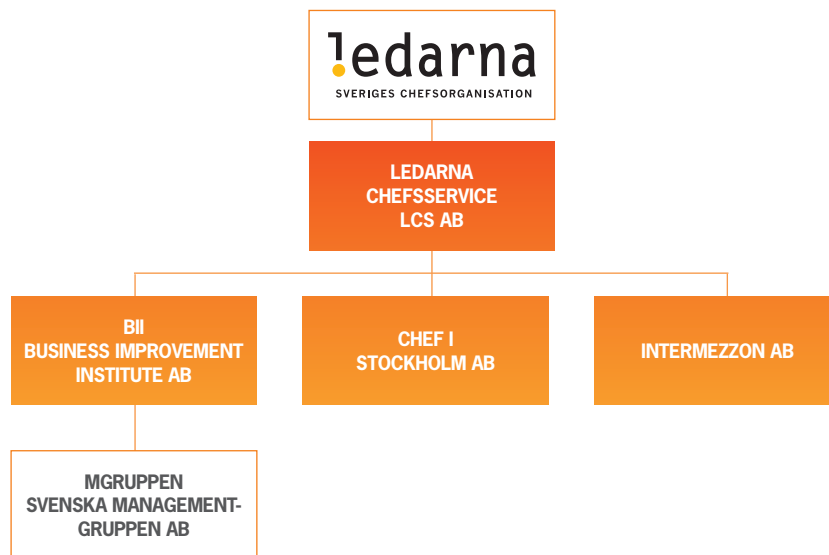 ledarna
SVERIGES CHEFSORGANISATION
LEDARNA
CHEFSSERVICE
LCS AB
BII
BUSINESS IMPROVEMENT
INSTITUTE AB
CHEF I
STOCKHOLM AB
INTERMEZZON AB
MGRUPPEN
SVENSKA MANAGEMENT-
GRUPPEN AB